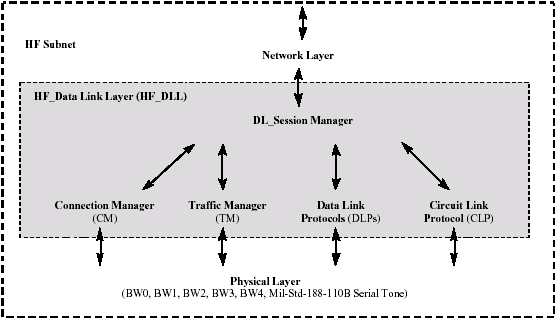 HF Subnet
Network Layer
HF_Data Link Layer (HF_DLL)
DL_Session Manager
Connection Manager
(CM)
Traffic Manager
(TM)
Data Link
Protocols (DLPs)
Circuit Link
Protocol (CLP)
Physical Layer
(BW0, BW1, BW2, BW3, BW4, Mil-Std-188-110B Serial Tone)